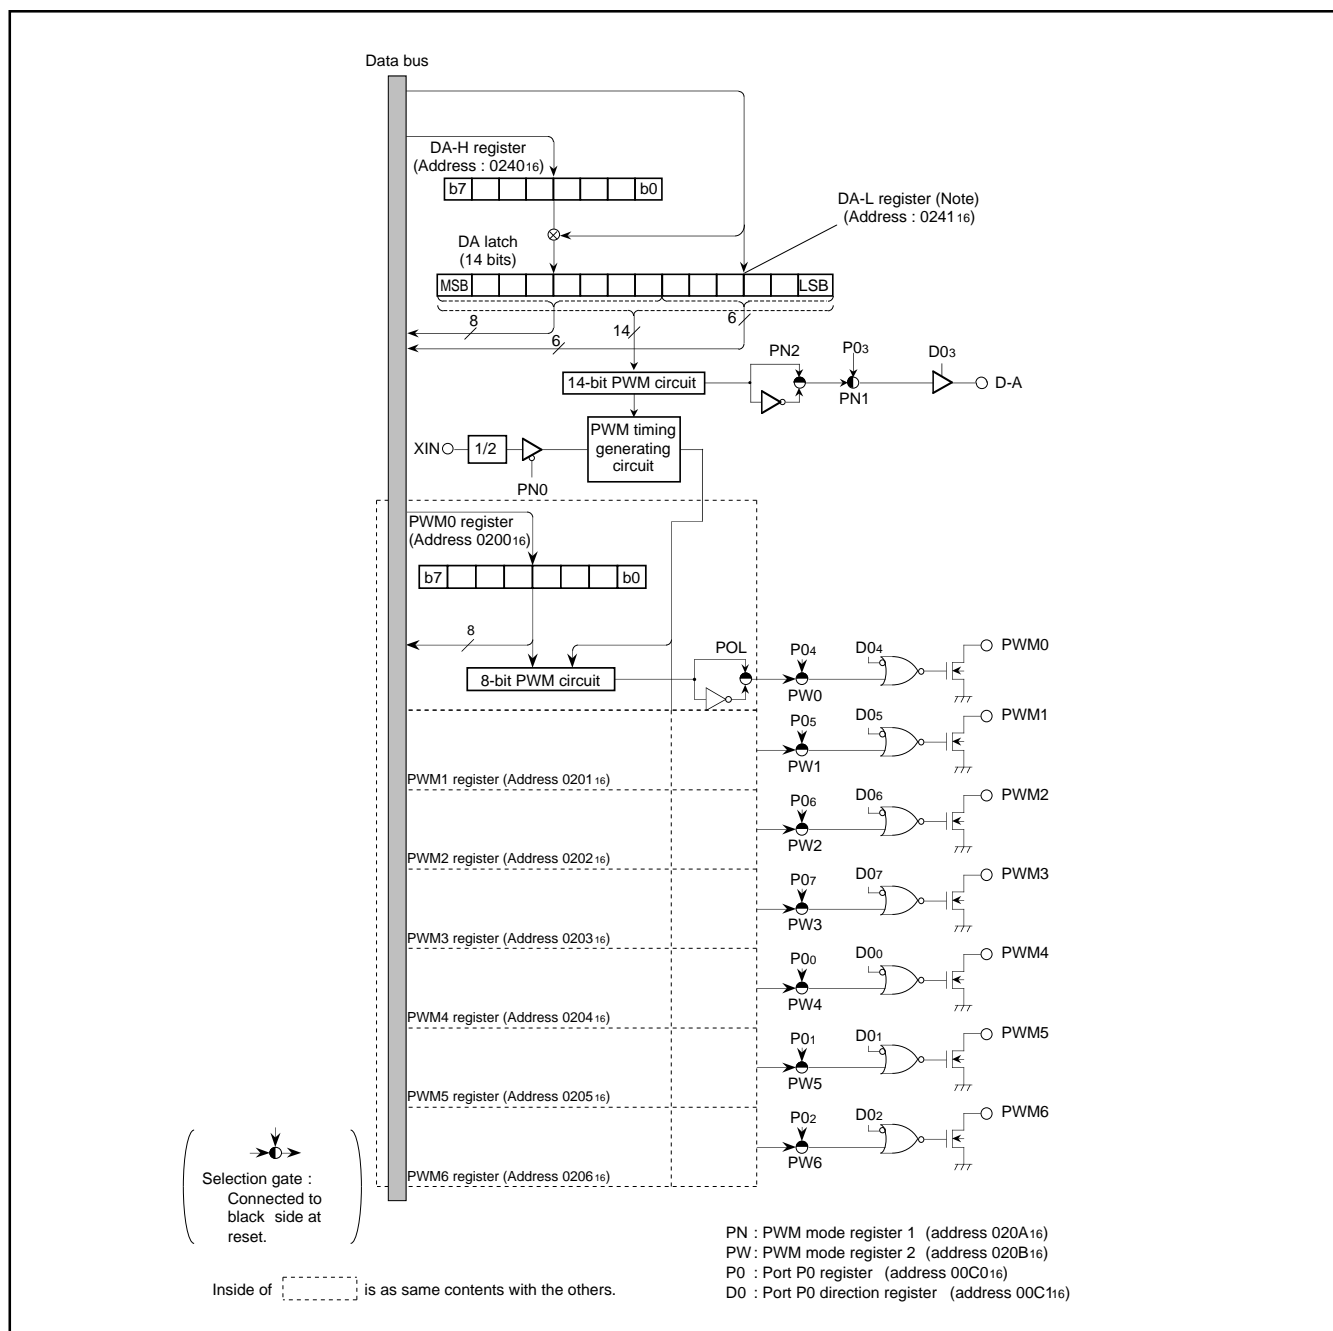 Data bus
DA-H register
(Address : 024016)
b7 b0
DA-L register (Note)
(Address : 024116)
DA latch
(14 bits)
MSB LSB
8 14 6
6
PN2 P03 D03
14-bit PWM circuit
D-A
PN1
XIN 1/2 PWM timing
generating
circuit
PN0
PWM0 register
(Address 020016)
b7 b0
8
8-bit PWM circuit
POL
P04 D04 PWM0
PW0
P05 D05 PWM1
PW1
PWM1 register (Address 020116)
P06 D06 PWM2
PW2
PWM2 register (Address 020216)
P07 D07 PWM3
PW3
PWM3 register (Address 020316)
P00 D00 PWM4
PW4
PWM4 register (Address 020416)
P01 D01 PWM5
PW5
PWM5 register (Address 020516)
P02 D02 PWM6
PW6
PWM6 register (Address 020616)
Selection gate :
Connected to
black side at
reset.
Inside of is as same contents with the others.
PN : PWM mode register 1 (address 020A16)
PW : PWM mode register 2 (address 020B16)
P0 : Port P0 register (address 00C016)
D0 : Port P0 direction register (address 00C116)